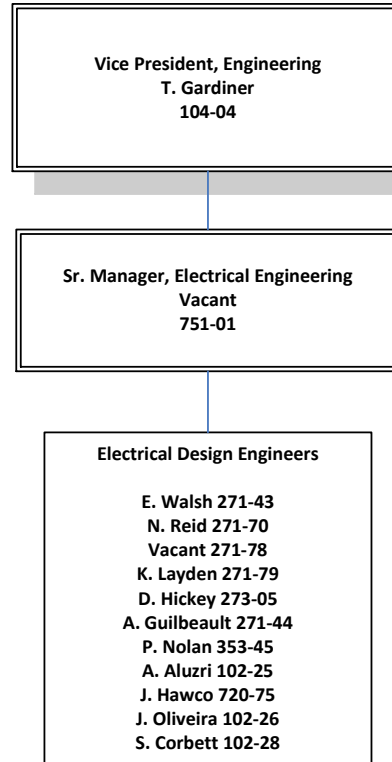 Vice President, Engineering
T. Gardiner
104-04
Sr. Manager, Electrical Engineering
Vacant
751-01
Electrical Design Engineers
E. Walsh 271-43
N. Reid 271-70
Vacant 271-78
K. Layden 271-79
D. Hickey 273-05
A. Guilbeault 271-44
P. Nolan 353-45
A. Aluzri 102-25
J. Hawco 720-75
J. Oliveira 102-26
S. Corbett 102-28